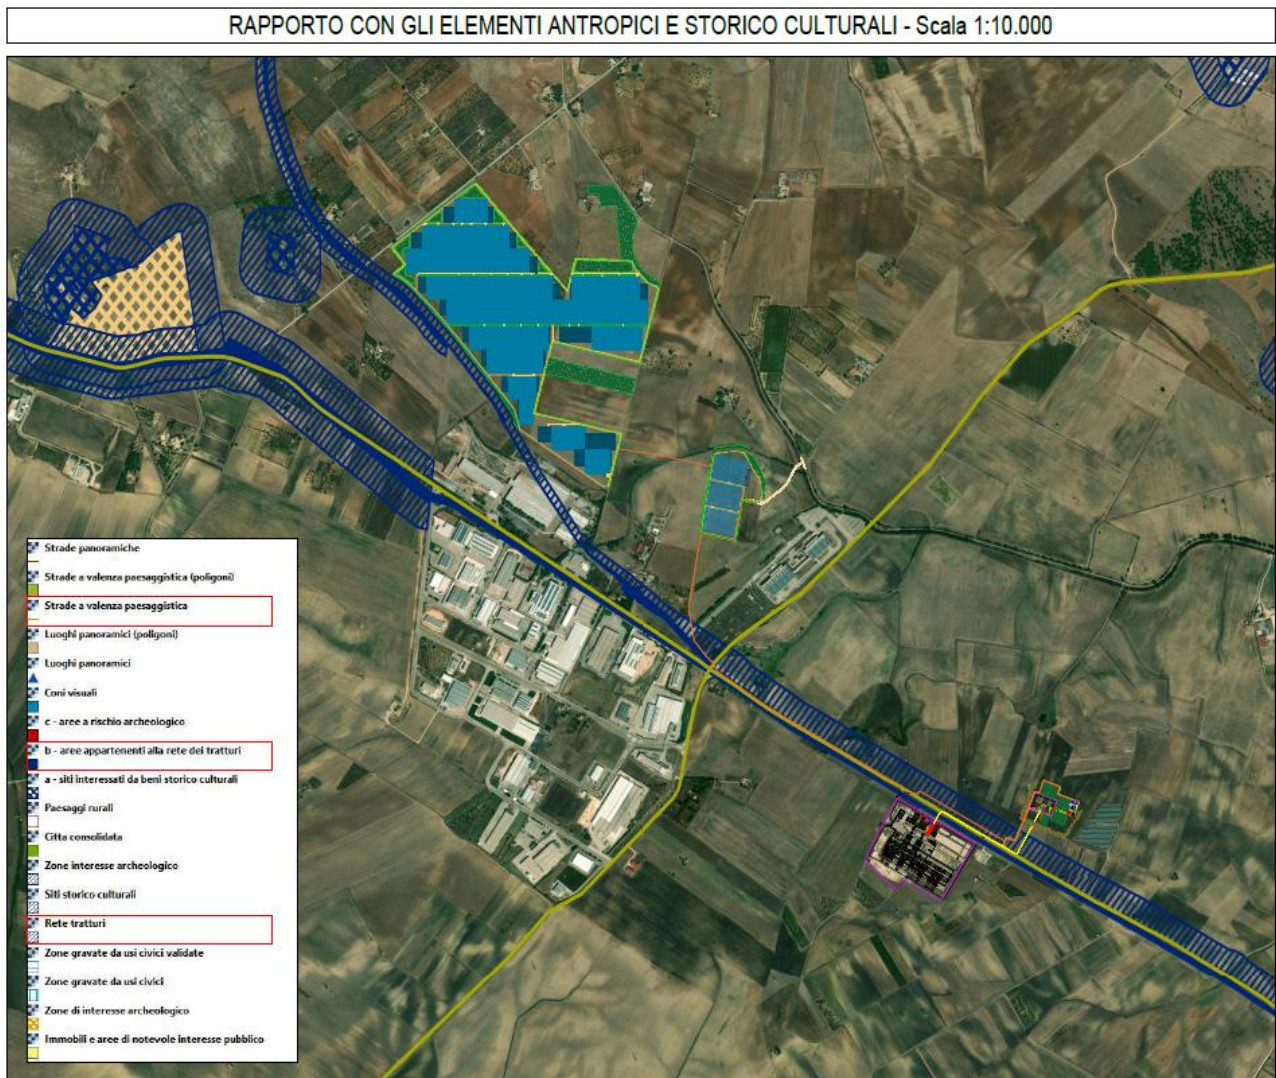 RAPPORTO CON GLI ELEMENTI ANTROPICI E STORICO CULTURALI - Scala 1:10.000
Strade panoramiche
Strade a valenza paesaggistica (poligoni)
Strade a valenza paesaggistica
Luoghi panoramici (poligoni)
Luoghi panoramici
Coni visuali
c - aree a rischio archeologico
b - aree appartenenti alla rete dei tratturi
a - siti interessati da beni storico culturali
Paesaggi rurali
Citta consolidata
Zone interesse archeologico
Siti storico culturali
Rete tratturi
Zone gravate da usi civici validate
Zone gravate da usi civici
Zone di interesse archeologico
Immobili e aree di notevole interesse pubblico